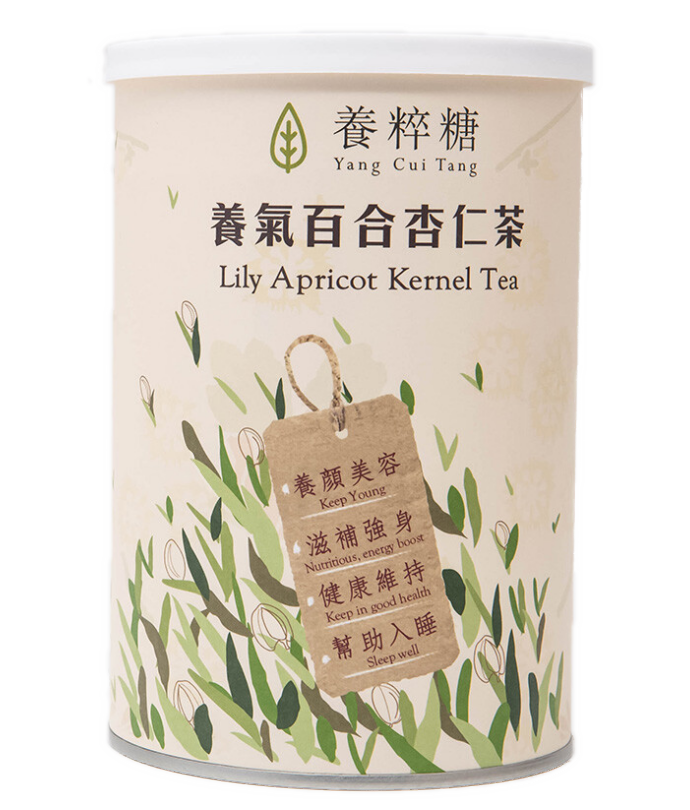 養粹糖
Yang Cui Tang
養氣百合杏仁茶
Lily Apricot Kernel Tea
養顏美容
Keep Young
滋補強身
Nutritious, energy boost
健康維持
Keep in good health
幫助入睡
Sleep well